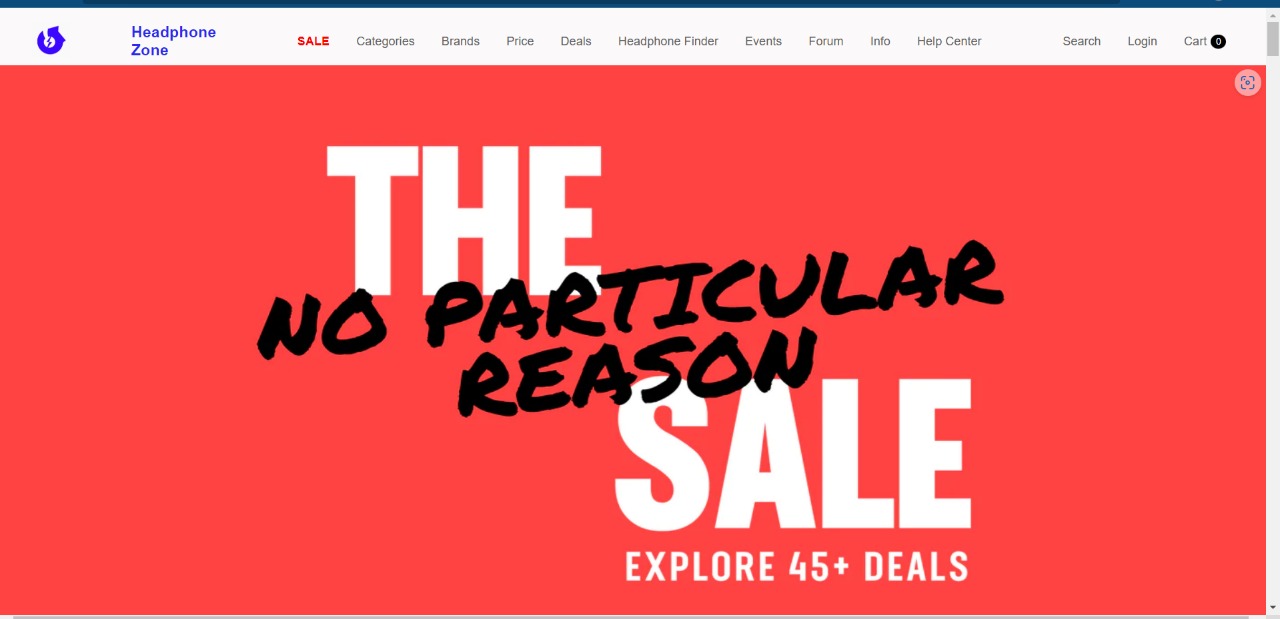 Headphone
Zone
SALE Categories Brands Price Deals Headphone Finder Events Forum Info Help Center Search Login Cart 0
THE
NO PARTICULAR
REASON
SALE
EXPLORE 45+ DEALS